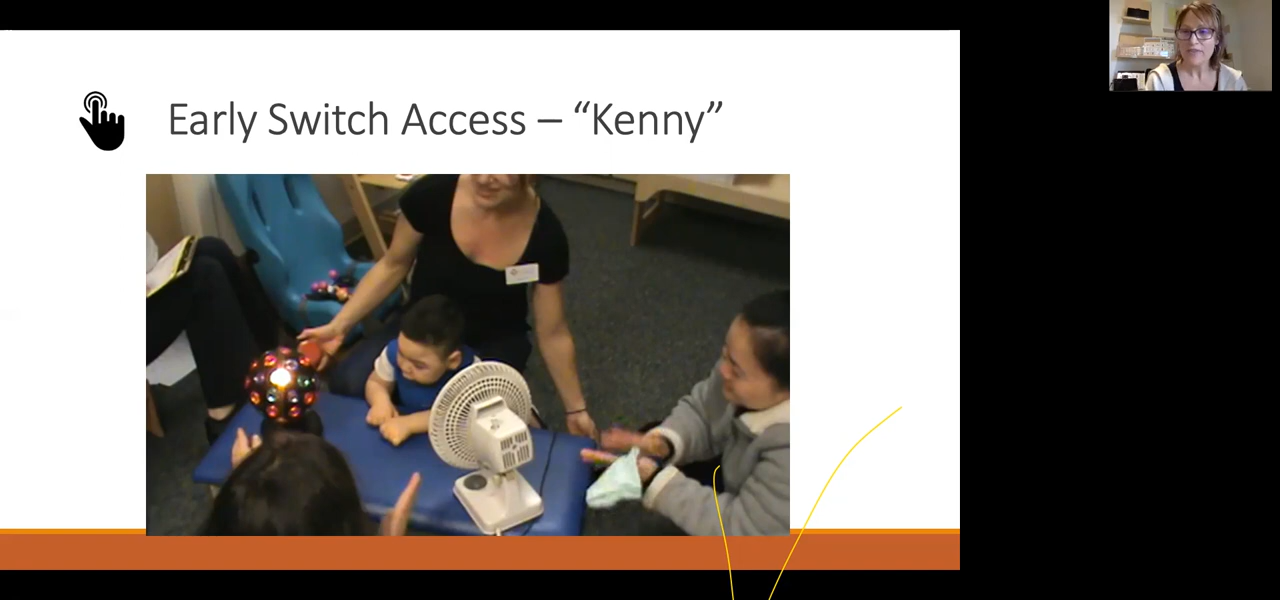 Early Switch Access – “Kenny”